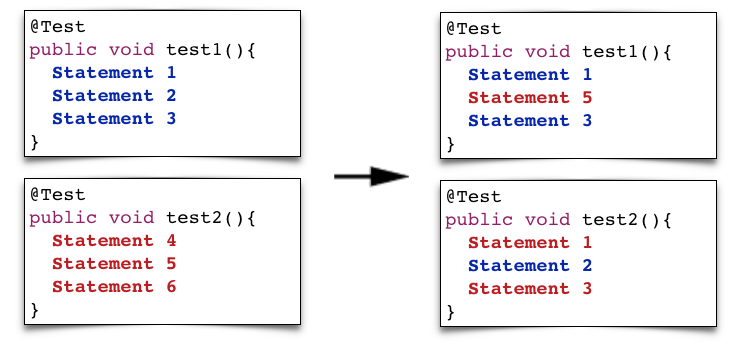 @Test
public void test1(){
Statement 1
Statement 2
Statement 3
}
@Test
public void test2(){
Statement 4
Statement 5
Statement 6
}
@Test
public void test1(){
Statement 1
Statement 5
Statement 3
}
@Test
public void test2(){
Statement 1
Statement 2
Statement 3
}